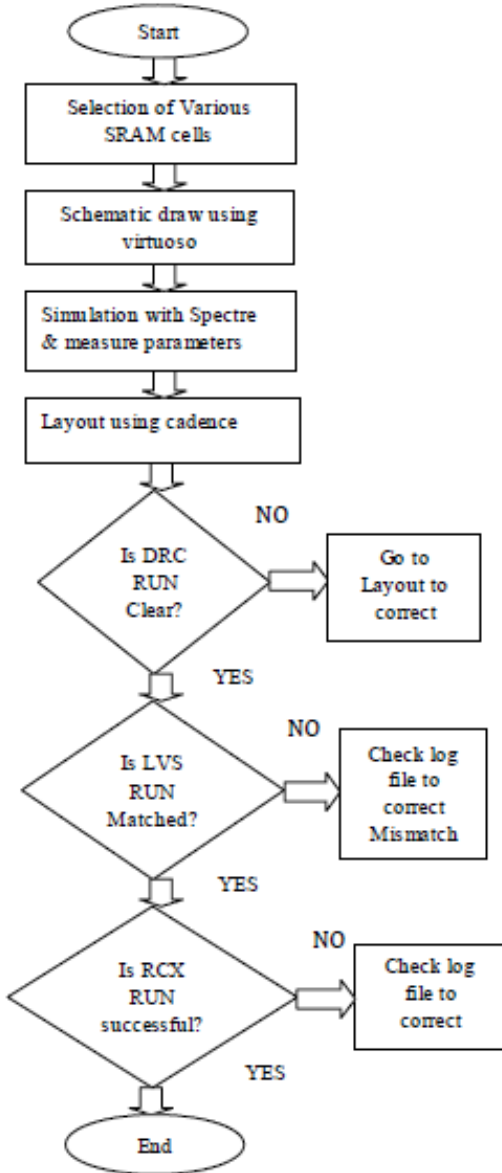 Start
Selection of Various
SRAM cells
Schematic draw using
virtuoso
Simulation with Spectre
& measure parameters
Layout using cadence
Is DRC
RUN
Clear?
NO
Go to
Layout to
correct
YES
Is LVS
RUN
Matched?
NO
Check log
file to
correct
Mismatch
YES
Is RCX
RUN
successful?
NO
Check log
file to
correct
YES
End